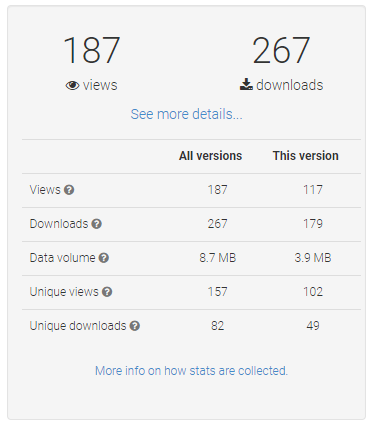 187 267
views downloads
See more details...
All versions This version
Views 187 117
Downloads 267 179
Data volume 8.7 MB 3.9 MB
Unique views 157 102
Unique downloads 82 49
More info on how stats are collected.